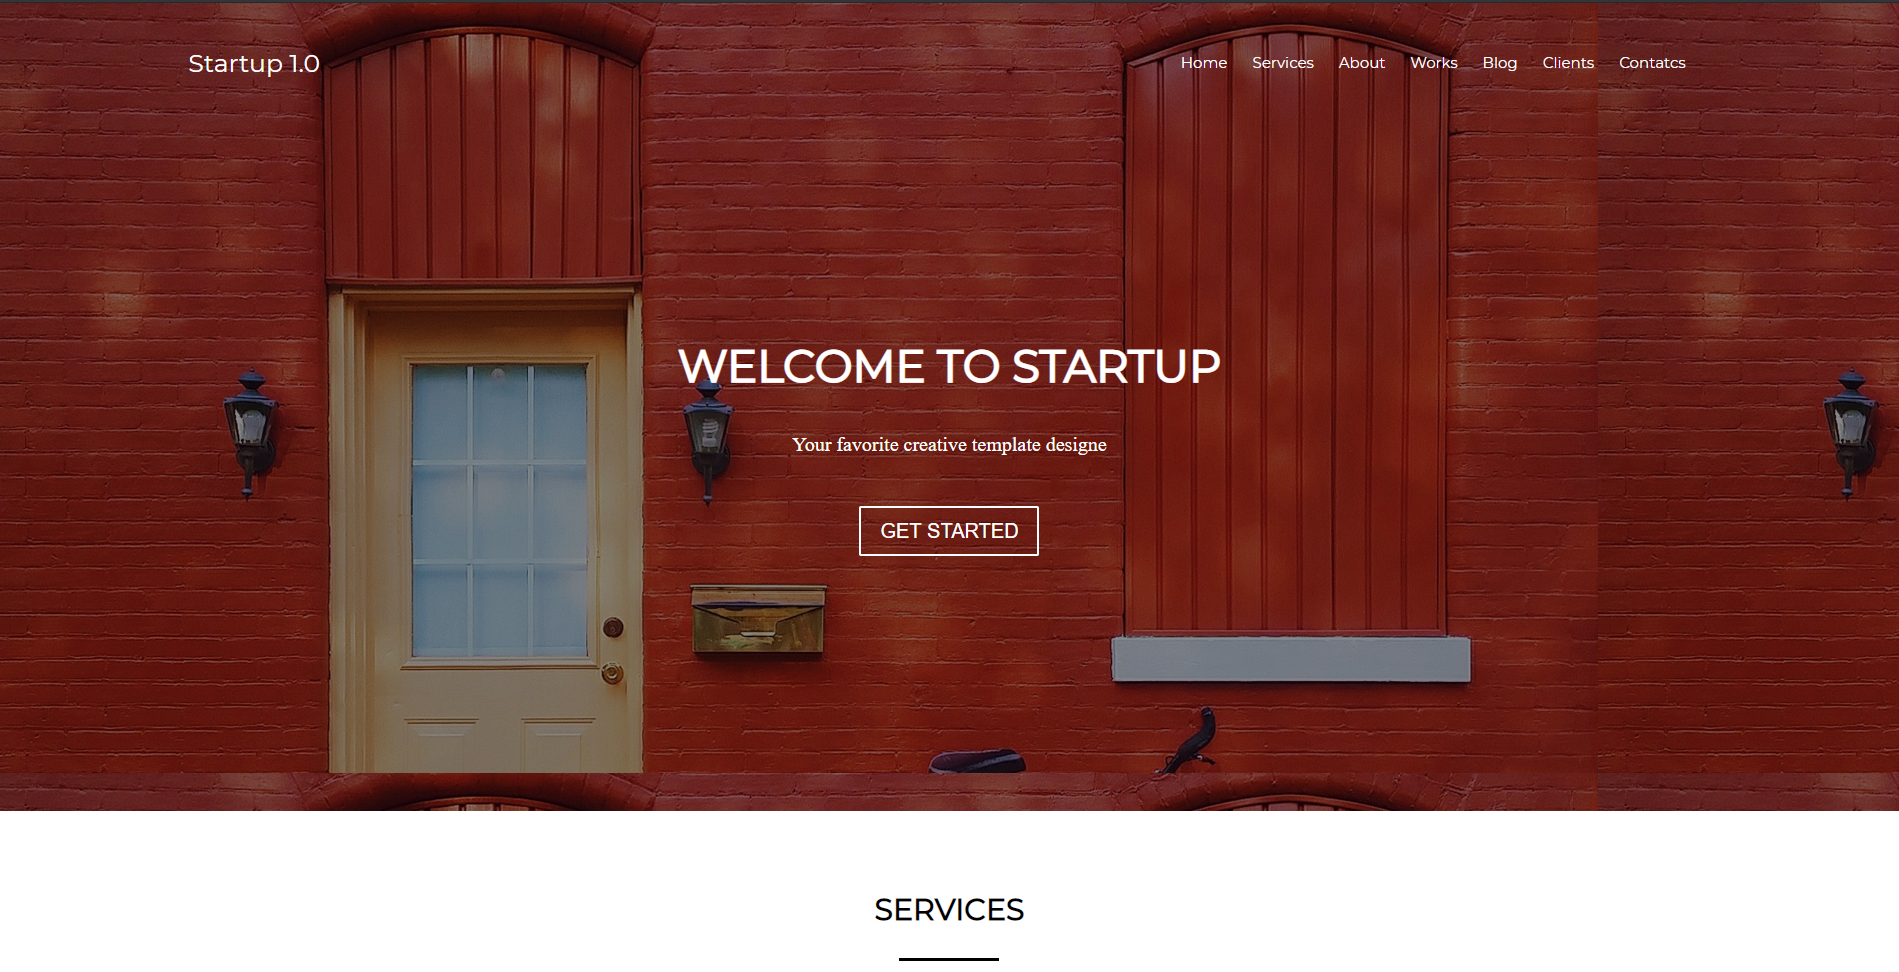 Startup 1.0
Home Services About Works Blog Clients Contatcs
WELCOME TO STARTUP
Your favorite creative template designe
GET STARTED
SERVICES